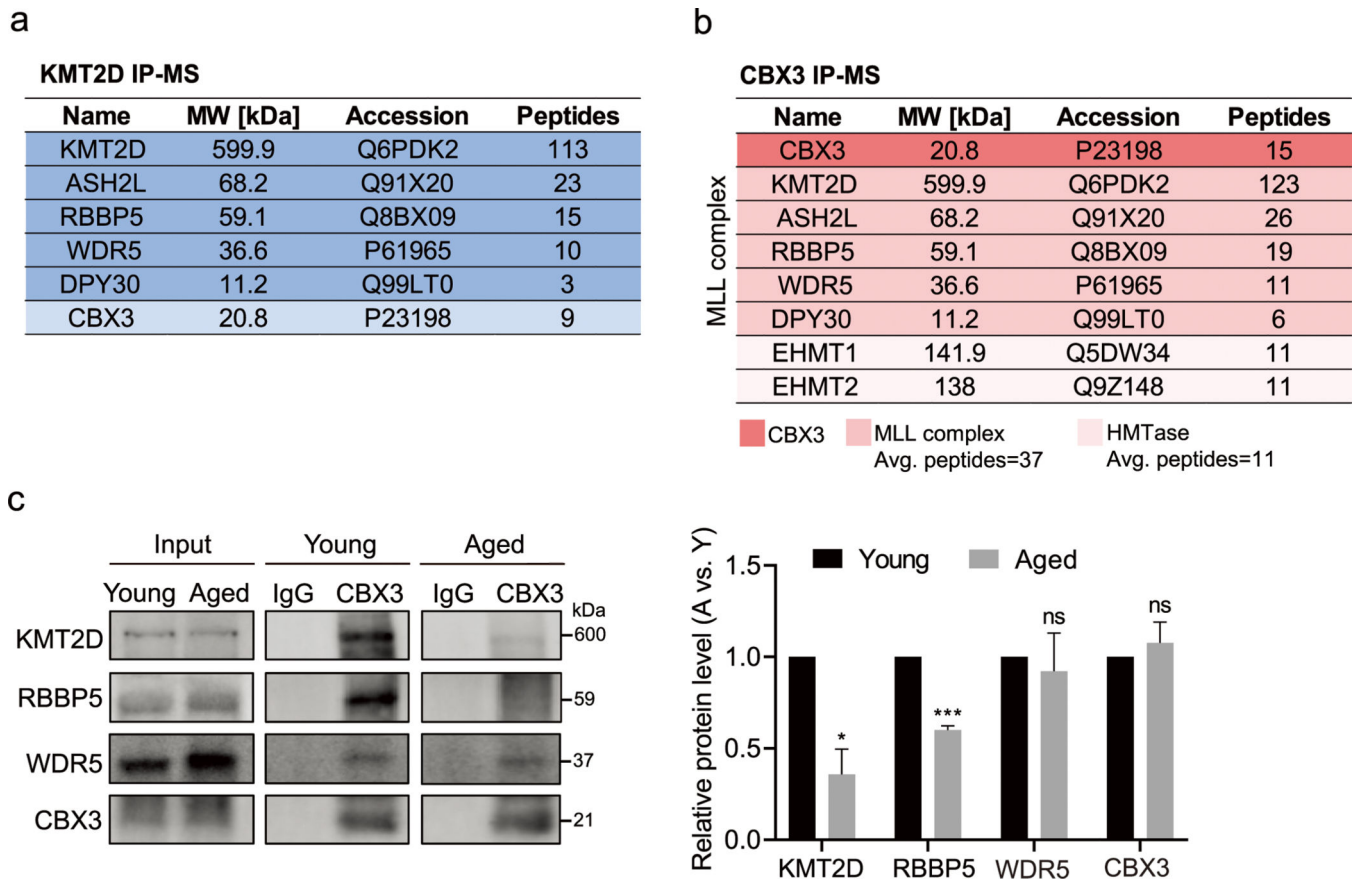 a
KMT2D IP-MS
Name MW [kDa] Accession Peptides
KMT2D 599.9 Q6PDK2 113
ASH2L 68.2 Q91X20 23
RBBP5 59.1 Q8BX09 15
WDR5 36.6 P61965 10
DPY30 11.2 Q99LT0 3
CBX3 20.8 P23198 9
b
CBX3 IP-MS
Name MW [kDa] Accession Peptides
CBX3 20.8 P23198 15
KMT2D 599.9 Q6PDK2 123
ASH2L 68.2 Q91X20 26
RBBP5 59.1 Q8BX09 19
WDR5 36.6 P61965 11
DPY30 11.2 Q99LT0 6
EHMT1 141.9 Q5DW34 11
EHMT2 138 Q9Z148 11
MLL complex
CBX3 MLL complex HMTase
Avg. peptides=37 Avg. peptides=11
c
Input Young Aged
Young Aged IgG CBX3 IgG CBX3
kDa
KMT2D 600
RBBP5 59
WDR5 37
CBX3 21
Relative protein level (A vs. Y)
Young Aged
1.5
1.0
0.5
0.0
* *** ns ns
KMT2D RBBP5 WDR5 CBX3